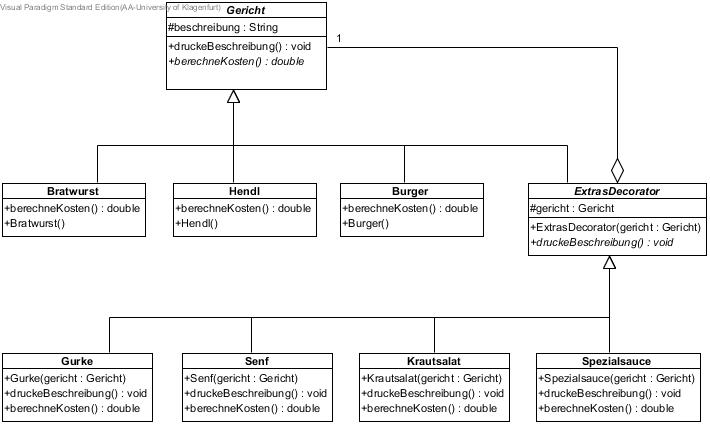 Visual Paradigm Standard Edition(AA-University of Klagenfurt)
Gericht
#beschreibung : String
+druckeBeschreibung() : void
+berechneKosten() : double
1
Bratwurst
+berechneKosten() : double
+Bratwurst()
Hendl
+berechneKosten() : double
+Hendl()
Burger
+berechneKosten() : double
+Burger()
ExtrasDecorator
#gericht : Gericht
+ExtrasDecorator(gericht : Gericht)
+druckeBeschreibung() : void
Gurke
+Gurke(gericht : Gericht)
+druckeBeschreibung() : void
+berechneKosten() : double
Senf
+Senf(gericht : Gericht)
+druckeBeschreibung() : void
+berechneKosten() : double
Krautsalat
+Krautsalat(gericht : Gericht)
+druckeBeschreibung() : void
+berechneKosten() : double
Spezialsauce
+Spezialsauce(gericht : Gericht)
+druckeBeschreibung() : void
+berechneKosten() : double